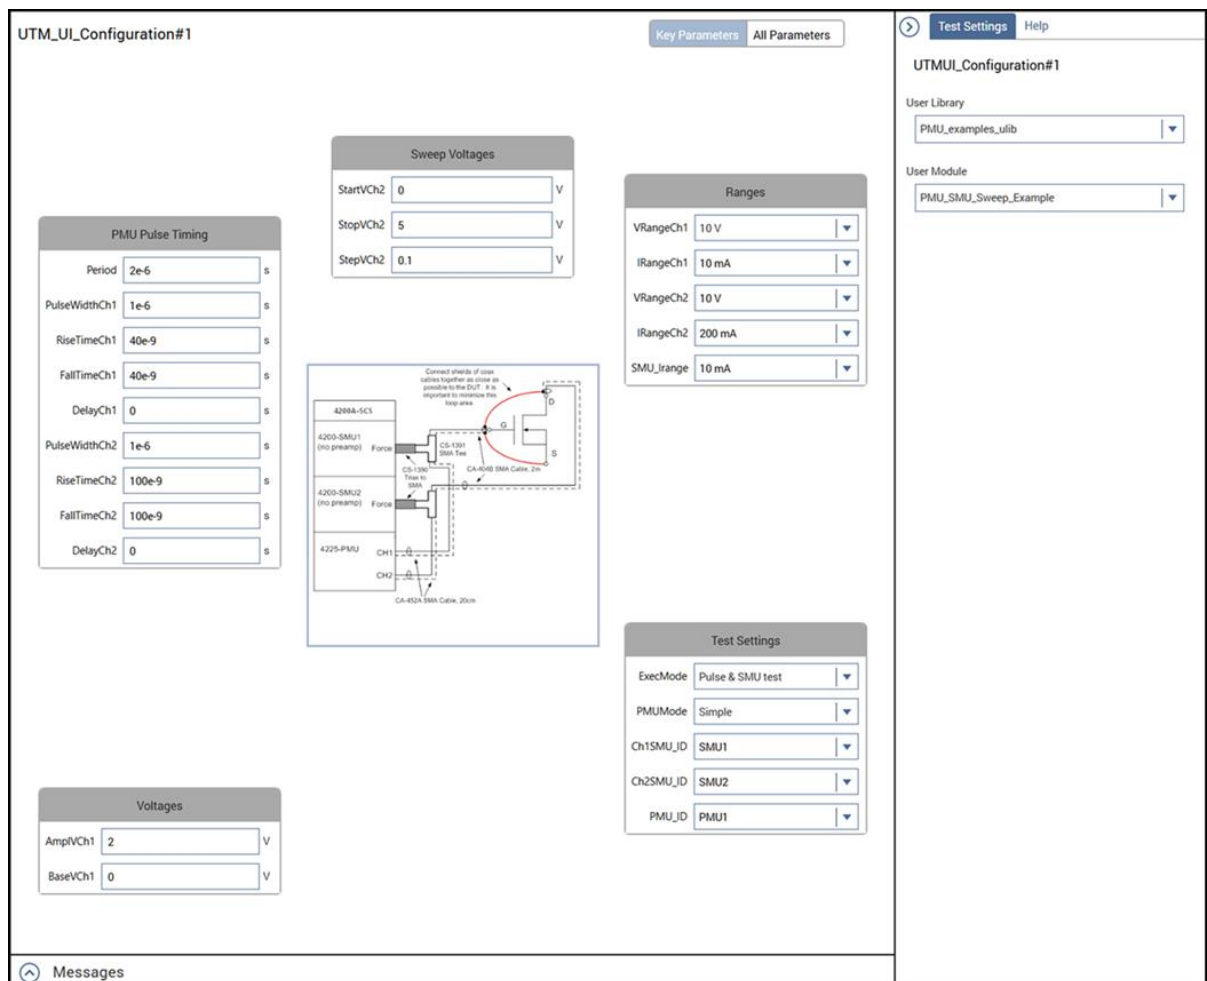 UTM_UI_Configuration#1
Key Parameters
All Parameters
Sweep Voltages
StartVCh2 0 V
StopVCh2 5 V
StepVCh2 0.1 V
PMU Pulse Timing
Period 2e-6 s
PulseWidthCh1 1e-6 s
RiseTimeCh1 40e-9 s
FallTimeCh1 40e-9 s
DelayCh1 0 s
PulseWidthCh2 1e-6 s
RiseTimeCh2 100e-9 s
FallTimeCh2 100e-9 s
DelayCh2 0 s
Ranges
VRangeCh1 10 V
IRangeCh1 10 mA
VRangeCh2 10 V
IRangeCh2 200 mA
SMU_Irange 10 mA
Connect shields of coax
cables together as close as
possible to the DUT. It is
important to minimize this
loop area
4200A-SCS
4200-SMU1
(no preamp) Force
CS-1391
SMA Tee
CS-1390
Triax to
SMA
CA-404B SMA Cable, 2m
D
G
S
4200-SMU2
(no preamp) Force
4225-PMU
CH1
CH2
CA-452A SMA Cable, 20cm
Test Settings
ExecMode Pulse & SMU test
PMUMode Simple
Ch1SMU_ID SMU1
Ch2SMU_ID SMU2
PMU_ID PMU1
Voltages
AmplVCh1 2 V
BaseVCh1 0 V
Messages
Test Settings
Help
UTMUI_Configuration#1
User Library
PMU_examples_ulib
User Module
PMU_SMU_Sweep_Example